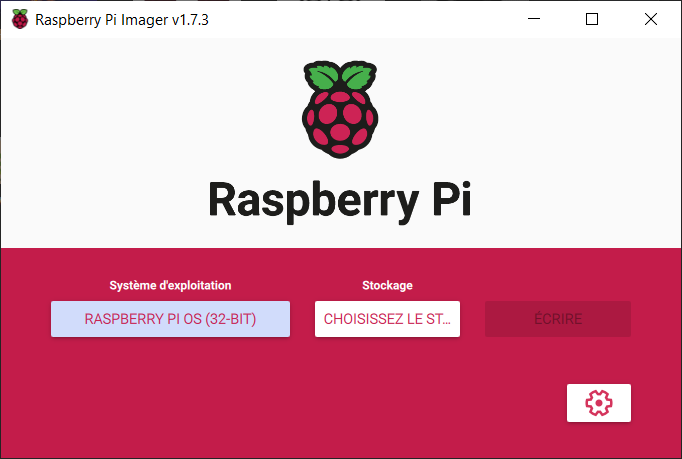 Raspberry Pi Imager v1.7.3
Raspberry Pi
Système d'exploitation
Stockage
RASPBERRY PI OS (32-BIT)
CHOISISSEZ LE ST...
ÉCRIRE